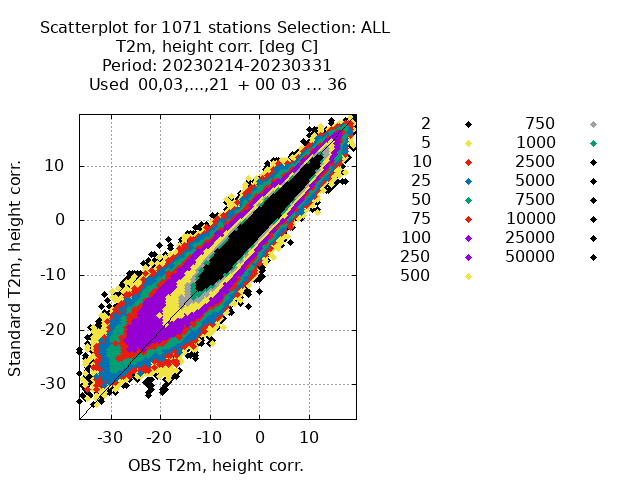 Scatterplot for 1071 stations Selection: ALL
T2m, height corr. [deg C]
Period: 20230214-20230331
Used 00,03,...,21 + 00 03 ... 36
Standard T2m, height corr.
10
0
-10
-20
-30
-30 -20 -10 0 10
OBS T2m, height corr.
2 750
5 1000
10 2500
25 5000
50 7500
75 10000
100 25000
250 50000
500